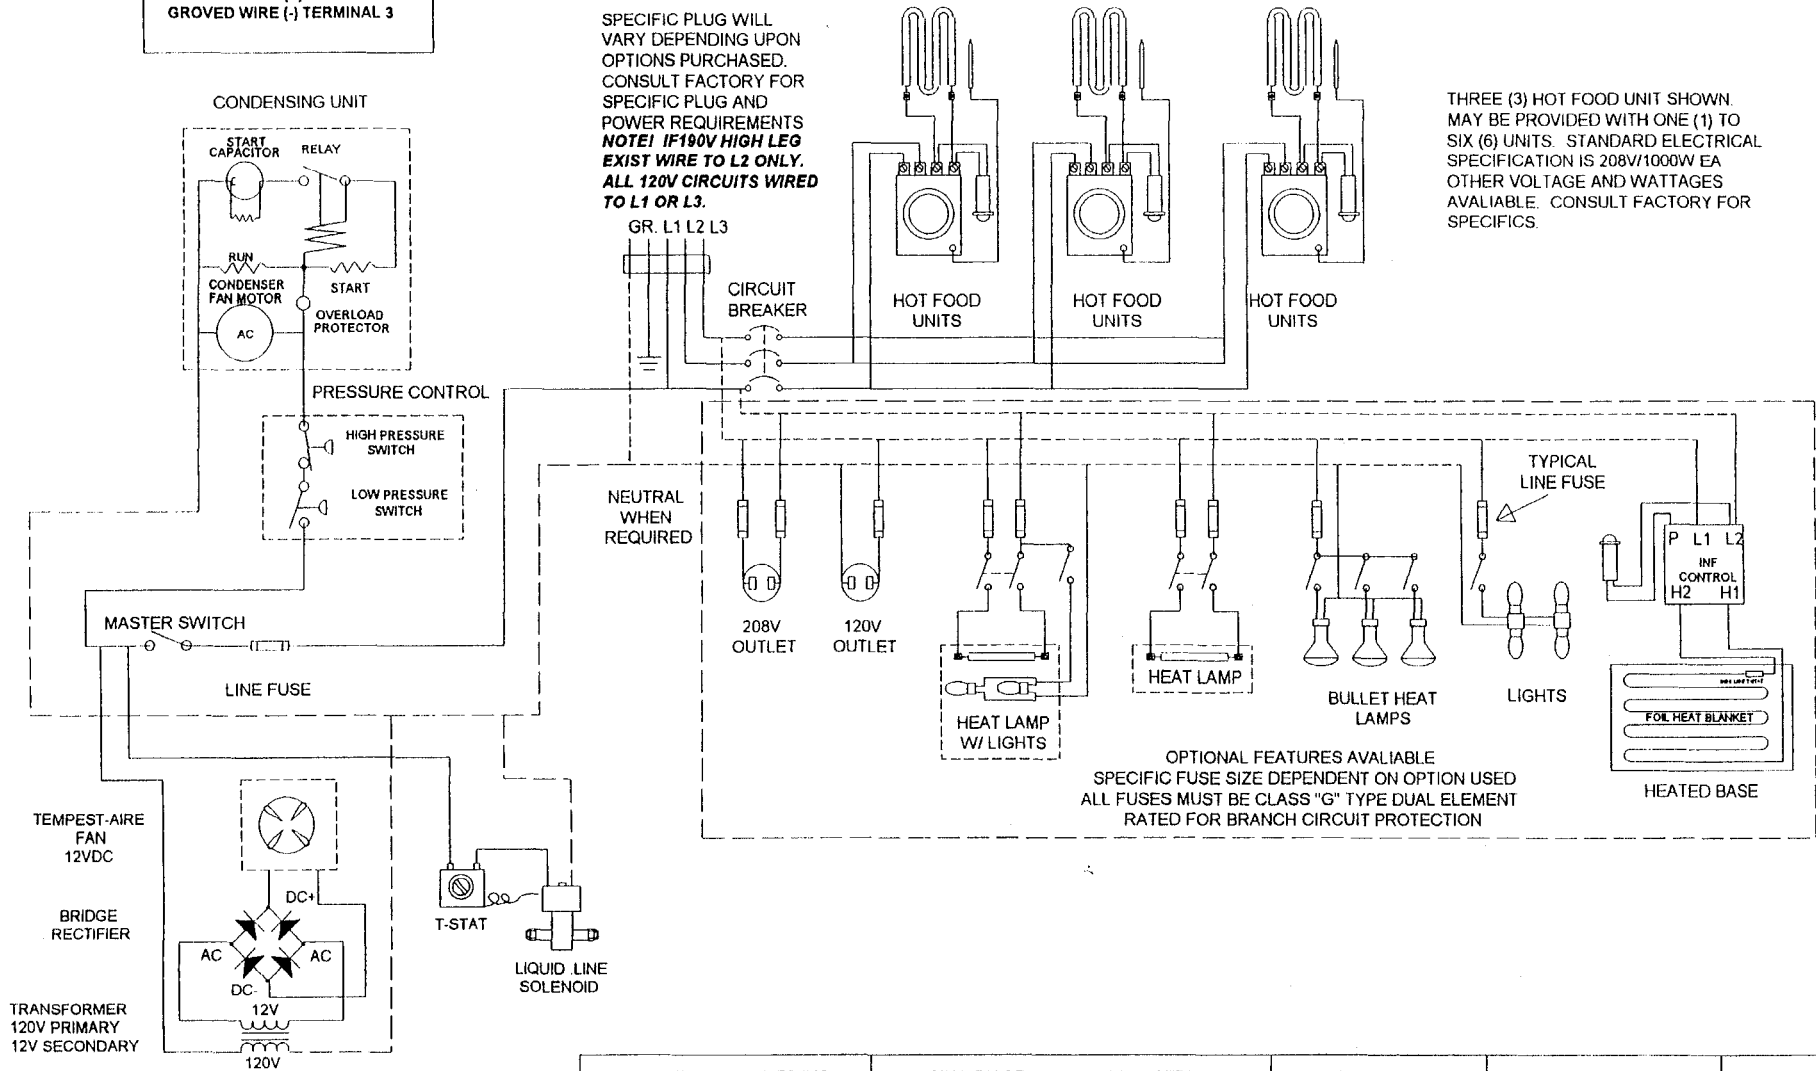 GROVED WIRE (-) TERMINAL 3
CONDENSING UNIT
START
CAPACITOR
RELAY
RUN
CONDENSER
FAN MOTOR
START
OVERLOAD
PROTECTOR
AC
PRESSURE CONTROL
HIGH PRESSURE
SWITCH
LOW PRESSURE
SWITCH
MASTER SWITCH
LINE FUSE
SPECIFIC PLUG WILL
VARY DEPENDING UPON
OPTIONS PURCHASED.
CONSULT FACTORY FOR
SPECIFIC PLUG AND
POWER REQUIREMENTS
NOTE! IF190V HIGH LEG
EXIST WIRE TO L2 ONLY.
ALL 120V CIRCUITS WIRED
TO L1 OR L3.
GR. L1 L2 L3
CIRCUIT
BREAKER
HOT FOOD
UNITS
HOT FOOD
UNITS
HOT FOOD
UNITS
THREE (3) HOT FOOD UNIT SHOWN.
MAY BE PROVIDED WITH ONE (1) TO
SIX (6) UNITS. STANDARD ELECTRICAL
SPECIFICATION IS 208V/1000W EA
OTHER VOLTAGE AND WATTAGES
AVALIABLE. CONSULT FACTORY FOR
SPECIFICS.
NEUTRAL
WHEN
REQUIRED
208V
OUTLET
120V
OUTLET
HEAT LAMP
W/ LIGHTS
HEAT LAMP
BULLET HEAT
LAMPS
TYPICAL
LINE FUSE
LIGHTS
P L1 L2
INF
CONTROL
H2 H1
FOIL HEAT BLANKET
HEATED BASE
OPTIONAL FEATURES AVALIABLE
SPECIFIC FUSE SIZE DEPENDENT ON OPTION USED
ALL FUSES MUST BE CLASS "G" TYPE DUAL ELEMENT
RATED FOR BRANCH CIRCUIT PROTECTION
TEMPEST-AIRE
FAN
12VDC
BRIDGE
RECTIFIER
DC+
AC
AC
DC-
12V
120V
TRANSFORMER
120V PRIMARY
12V SECONDARY
T-STAT
LIQUID LINE
SOLENOID